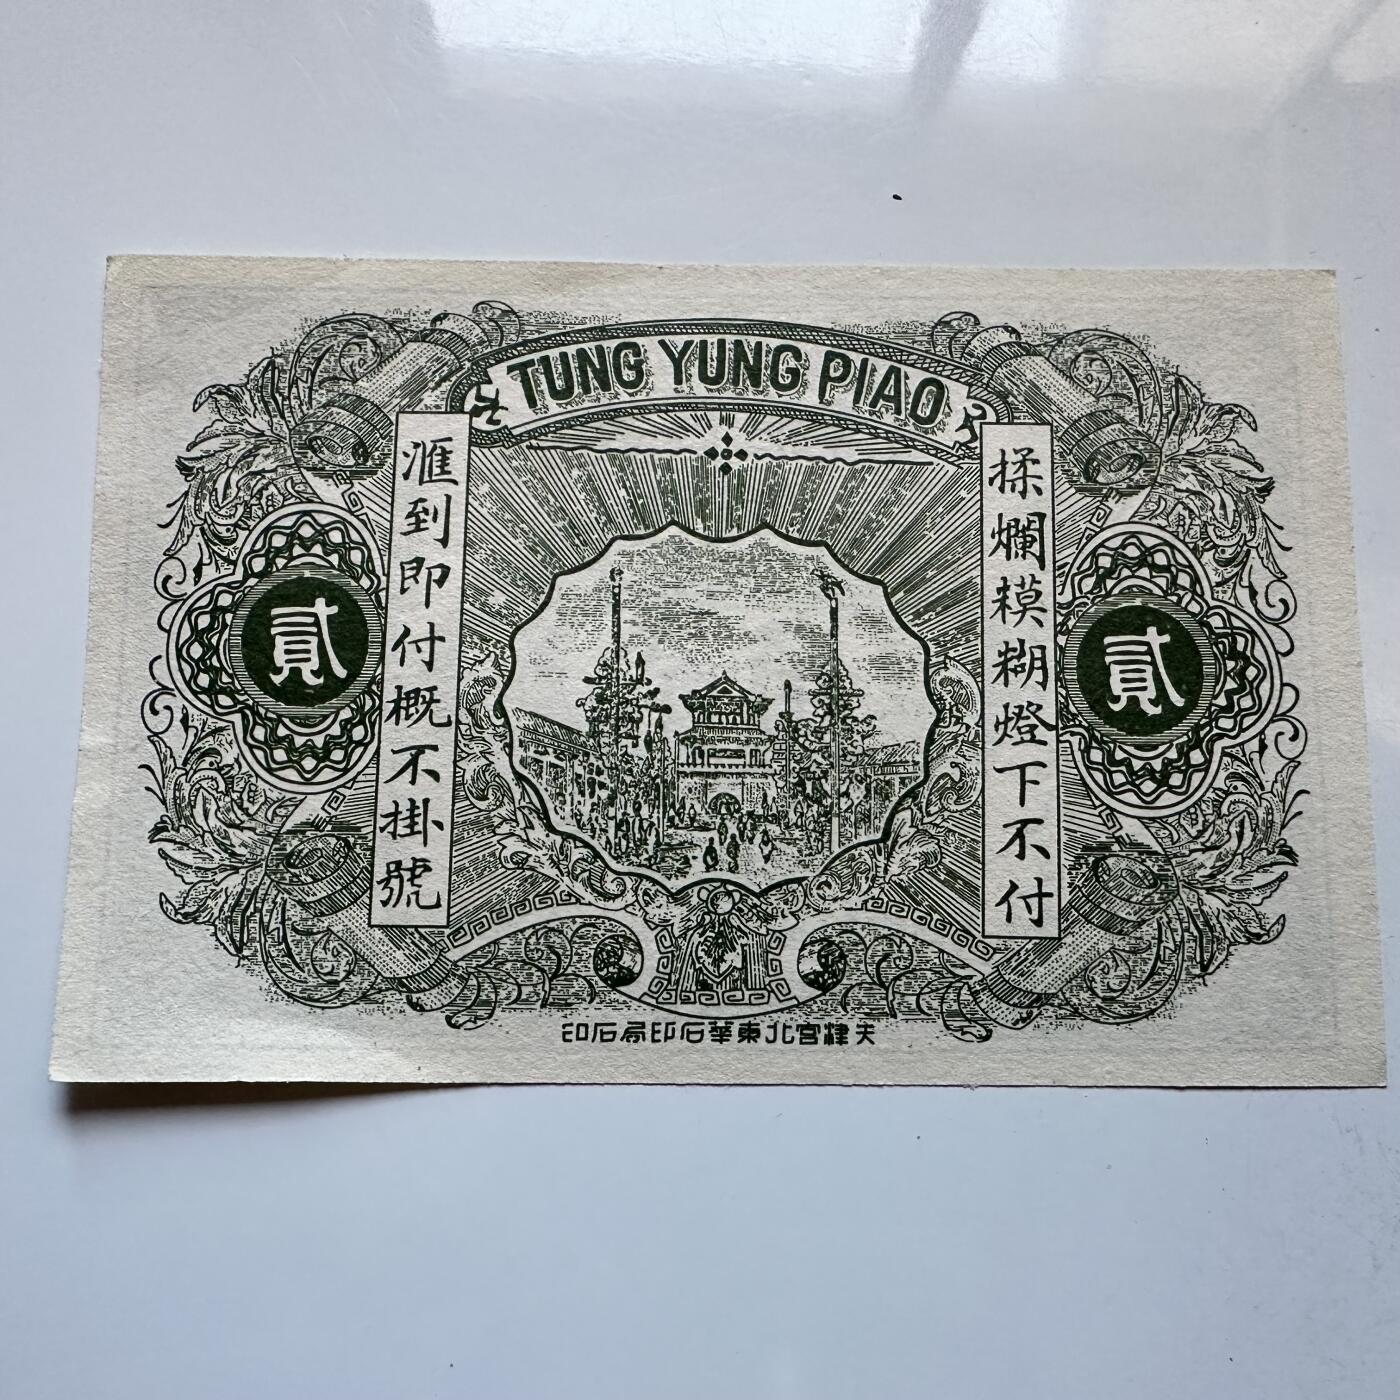 TUNG YUNG PIAO
揉爛糢糊燈下不付
滙到即付概不掛號
貳
貳
天津宮北東華石印局石印